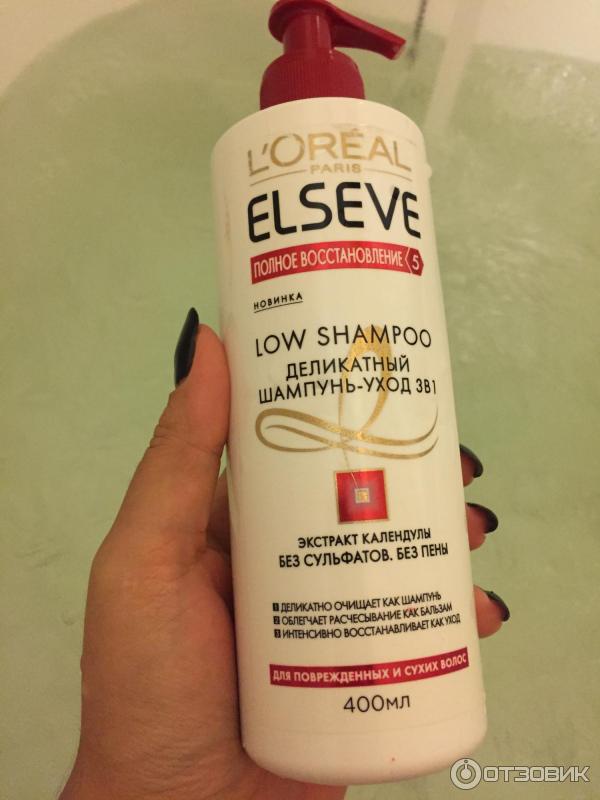 L'ORÉAL
PARIS
ELSEVE
ПОЛНОЕ ВОССТАНОВЛЕНИЕ 5
НОВИНКА
LOW SHAMPOO
ДЕЛИКАТНЫЙ
ШАМПУНЬ-УХОД 3В1
ЭКСТРАКТ КАЛЕНДУЛЫ
БЕЗ СУЛЬФАТОВ. БЕЗ ПЕНЫ
1 ДЕЛИКАТНО ОЧИЩАЕТ КАК ШАМПУНЬ
2 ОБЛЕГЧАЕТ РАСЧЕСЫВАНИЕ КАК БАЛЬЗАМ
3 ИНТЕНСИВНО ВОССТАНАВЛИВАЕТ КАК УХОД
ДЛЯ ПОВРЕЖДЕННЫХ И СУХИХ ВОЛОС
400МЛ
ОТЗОВИК